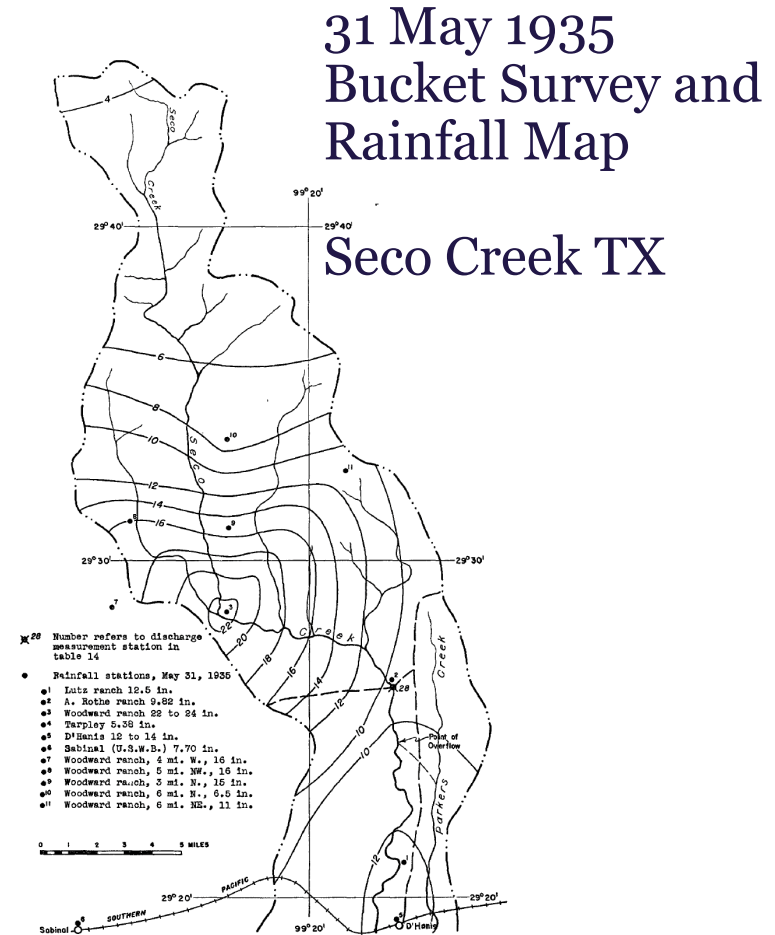 31 May 1935
Bucket Survey and
Rainfall Map
Seco Creek TX
4
Seco
Creek
99°20'
29°40'
29°40'
6
8
10
10
Seco
11
12
14
16
8
9
29°30'
29°30'
7
3
22
20
18
16
14
12
10
10
Creek
2
28
Creek
Parkers
Point of
Overflow
28 Number refers to discharge
measurement station in
table 14
Rainfall stations, May 31, 1935
1 Lutz ranch 12.5 in.
2 A. Rothe ranch 9.82 in.
3 Woodward ranch 22 to 24 in.
4 Tarpley 5.38 in.
5 D'Hanis 12 to 14 in.
6 Sabinal (U.S.W.B.) 7.70 in.
7 Woodward ranch, 4 mi. W., 16 in.
8 Woodward ranch, 5 mi. NW., 16 in.
9 Woodward ranch, 3 mi. N., 15 in.
10 Woodward ranch, 6 mi. N., 6.5 in.
11 Woodward ranch, 6 mi. NE., 11 in.
0 1 2 3 4 5 MILES
12
1
SOUTHERN PACIFIC
29°20'
29°20'
6
Sabinal
99°20'
5
D'Hanis